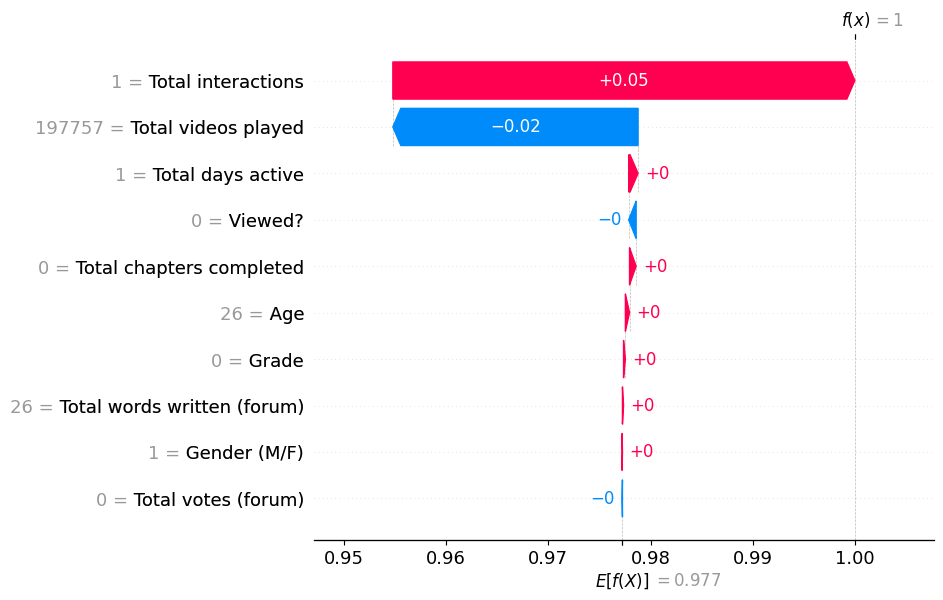 f(x) = 1
1 = Total interactions
+0.05
197757 = Total videos played
−0.02
1 = Total days active
+0
0 = Viewed?
−0
0 = Total chapters completed
+0
26 = Age
+0
0 = Grade
+0
26 = Total words written (forum)
+0
1 = Gender (M/F)
+0
0 = Total votes (forum)
−0
0.95 0.96 0.97 0.98 0.99 1.00
E[f(X)] = 0.977